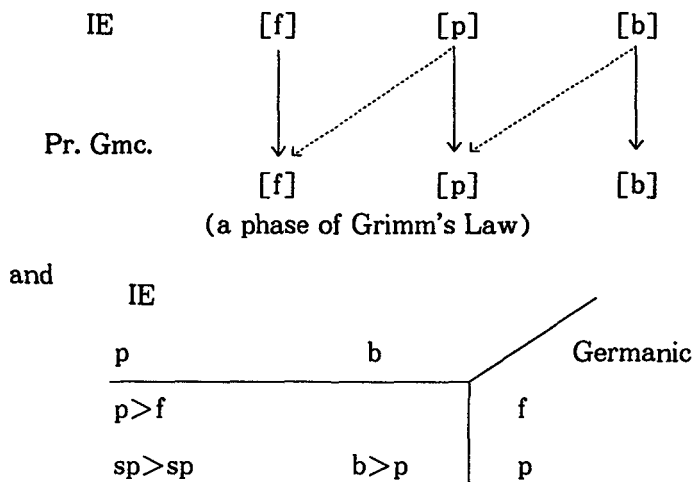 IE [f] [p] [b]
Pr. Gmc.
[f] [p] [b]
(a phase of Grimm's Law)
and
IE
p b Germanic
p>f f
sp>sp b>p p